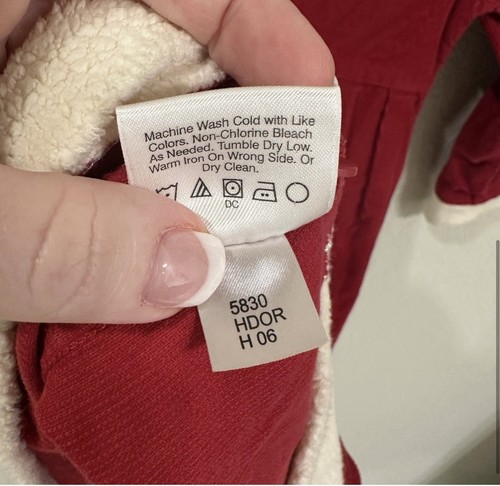 Machine Wash Cold with Like
Colors. Non-Chlorine Bleach
As Needed. Tumble Dry Low.
Warm Iron On Wrong Side. Or
Dry Clean.
DC
5830
HDOR
H 06